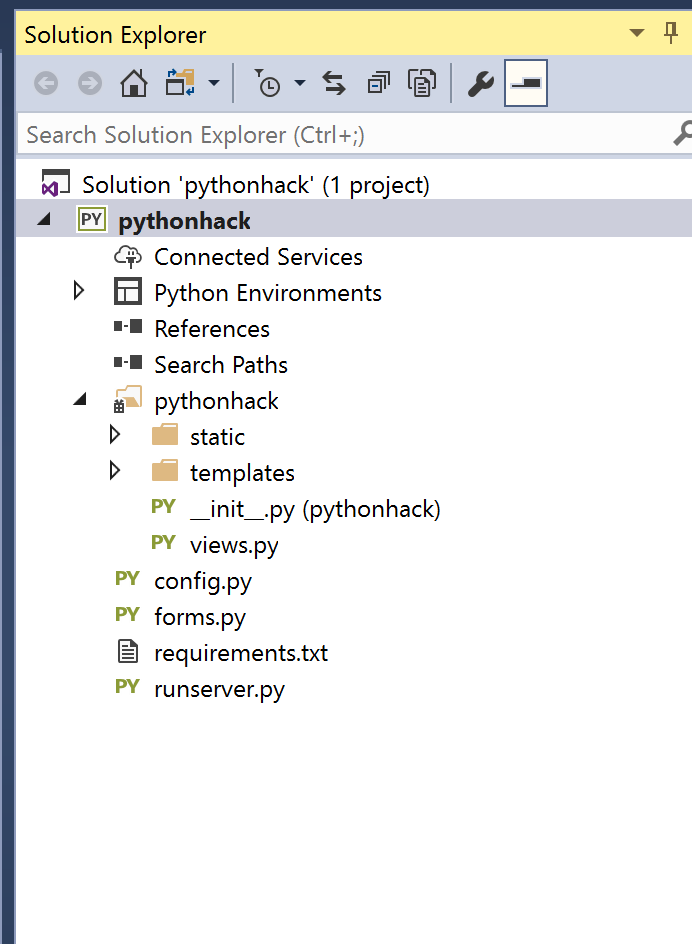 Solution Explorer
Search Solution Explorer (Ctrl+;)
Solution 'pythonhack' (1 project)
PY pythonhack
Connected Services
Python Environments
References
Search Paths
pythonhack
static
templates
PY __init__.py (pythonhack)
PY views.py
PY config.py
PY forms.py
requirements.txt
PY runserver.py